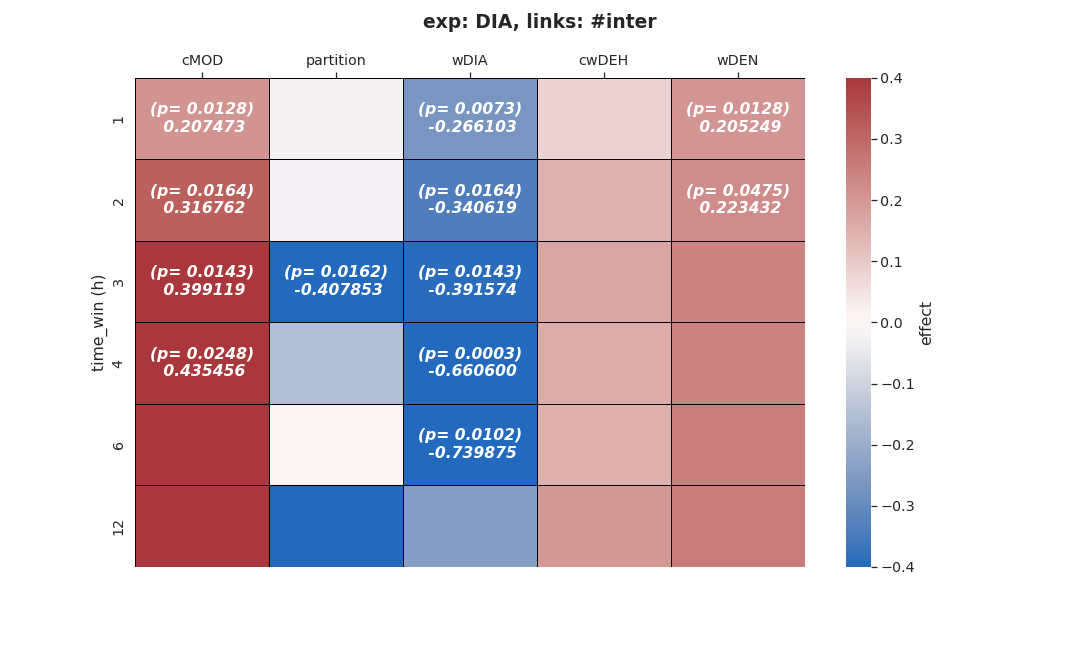 exp: DIA, links: #inter
cMOD partition wDIA cwDEH wDEN
time_win (h)
1
(p= 0.0128)
0.207473
(p= 0.0073)
-0.266103
(p= 0.0128)
0.205249
2
(p= 0.0164)
0.316762
(p= 0.0164)
-0.340619
(p= 0.0475)
0.223432
3
(p= 0.0143)
0.399119
(p= 0.0162)
-0.407853
(p= 0.0143)
-0.391574
4
(p= 0.0248)
0.435456
(p= 0.0003)
-0.660600
6
(p= 0.0102)
-0.739875
12
0.4
0.3
0.2
0.1
0.0
−0.1
−0.2
−0.3
−0.4
effect